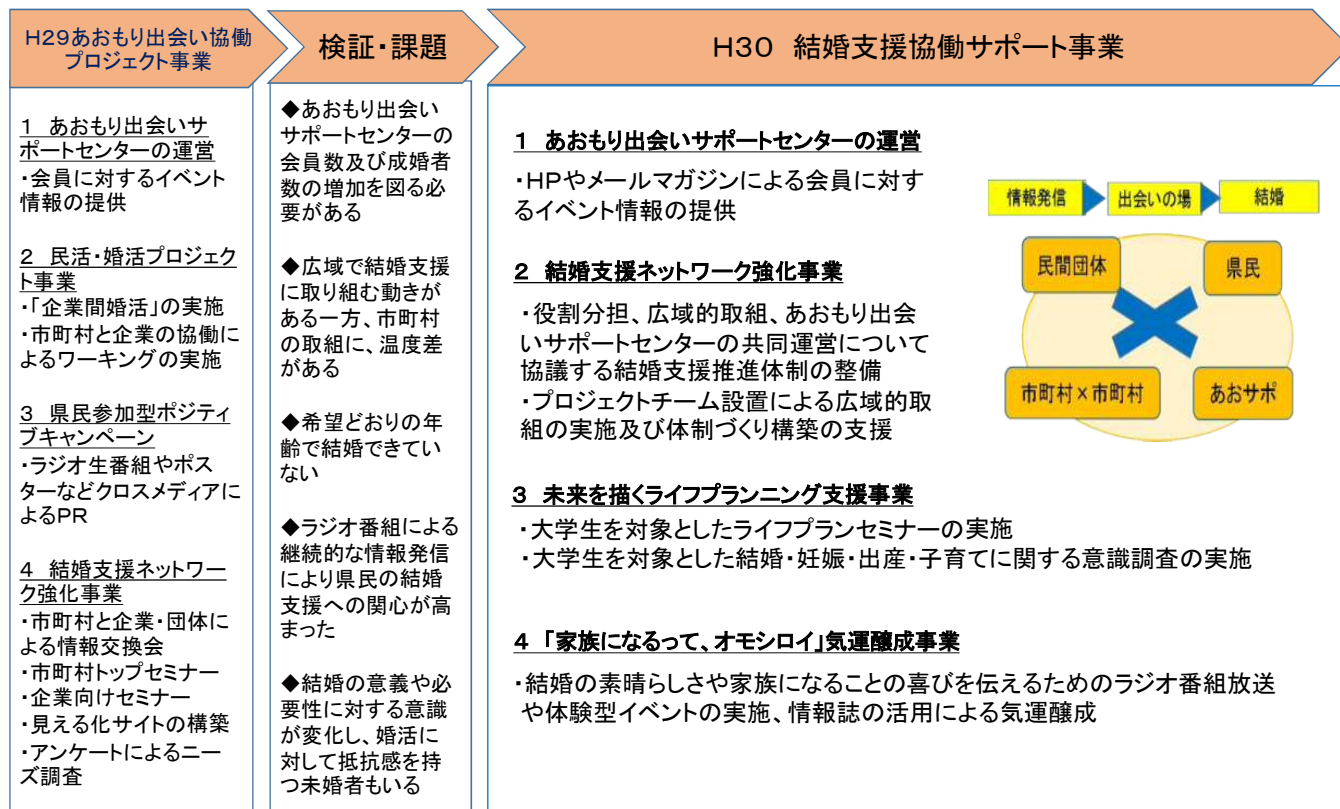 H29あおもり出会い協働
プロジェクト事業
検証・課題
H30 結婚支援協働サポート事業
1 あおもり出会いサ
ポートセンターの運営
・会員に対するイベント
情報の提供
2 民活・婚活プロジェク
ト事業
・「企業間婚活」の実施
・市町村と企業の協働に
よるワーキングの実施
3 県民参加型ポジティ
ブキャンペーン
・ラジオ生番組やポス
ターなどクロスメディアに
よるPR
4 結婚支援ネットワー
ク強化事業
・市町村と企業・団体に
よる情報交換会
・市町村トップセミナー
・企業向けセミナー
・見える化サイトの構築
・アンケートによるニー
ズ調査
◆あおもり出会い
サポートセンターの
会員数及び成婚者
数の増加を図る必
要がある
◆広域で結婚支援
に取り組む動きが
ある一方、市町村
の取組に、温度差
がある
◆希望どおりの年
齢で結婚できてい
ない
◆ラジオ番組による
継続的な情報発信
により県民の結婚
支援への関心が高
まった
◆結婚の意義や必
要性に対する意識
が変化し、婚活に
対して抵抗感を持
つ未婚者もいる
1 あおもり出会いサポートセンターの運営
・HPやメールマガジンによる会員に対す
るイベント情報の提供
2 結婚支援ネットワーク強化事業
・役割分担、広域的取組、あおもり出会
いサポートセンターの共同運営について
協議する結婚支援推進体制の整備
・プロジェクトチーム設置による広域的取
組の実施及び体制づくり構築の支援
情報発信 出会いの場 結婚
民間団体 県民
市町村×市町村 あおサポ
3 未来を描くライフプランニング支援事業
・大学生を対象としたライフプランセミナーの実施
・大学生を対象とした結婚・妊娠・出産・子育てに関する意識調査の実施
4 「家族になるって、オモシロイ」気運醸成事業
・結婚の素晴らしさや家族になることの喜びを伝えるためのラジオ番組放送
や体験型イベントの実施、情報誌の活用による気運醸成